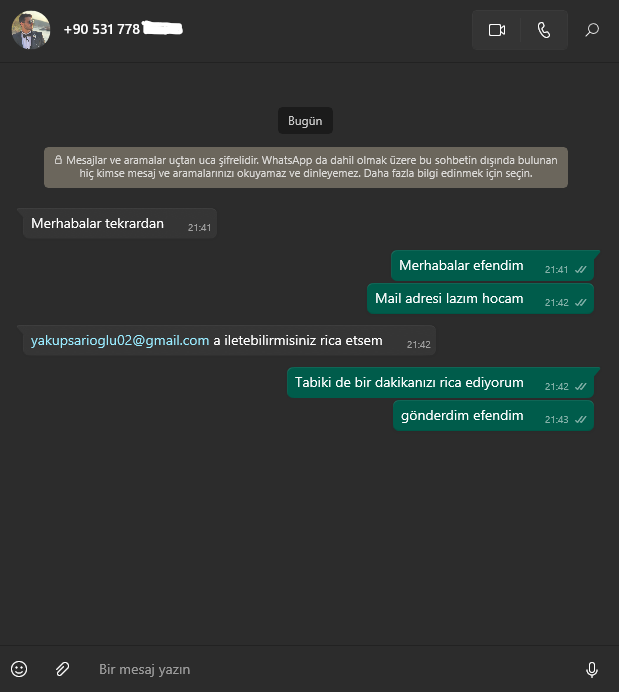 +90 531 778
Bugün
Mesajlar ve aramalar uçtan uca şifrelidir. WhatsApp da dahil olmak üzere bu sohbetin dışında bulunan
hiç kimse mesaj ve aramalarınızı okuyamaz ve dinleyemez. Daha fazla bilgi edinmek için seçin.
Merhabalar tekrardan 21:41
Merhabalar efendim 21:41
Mail adresi lazım hocam 21:42
yakupsarioglu02@gmail.com a iletebilirmisiniz rica etsem 21:42
Tabiki de bir dakikanızı rica ediyorum 21:42
gönderdim efendim 21:43
Bir mesaj yazın